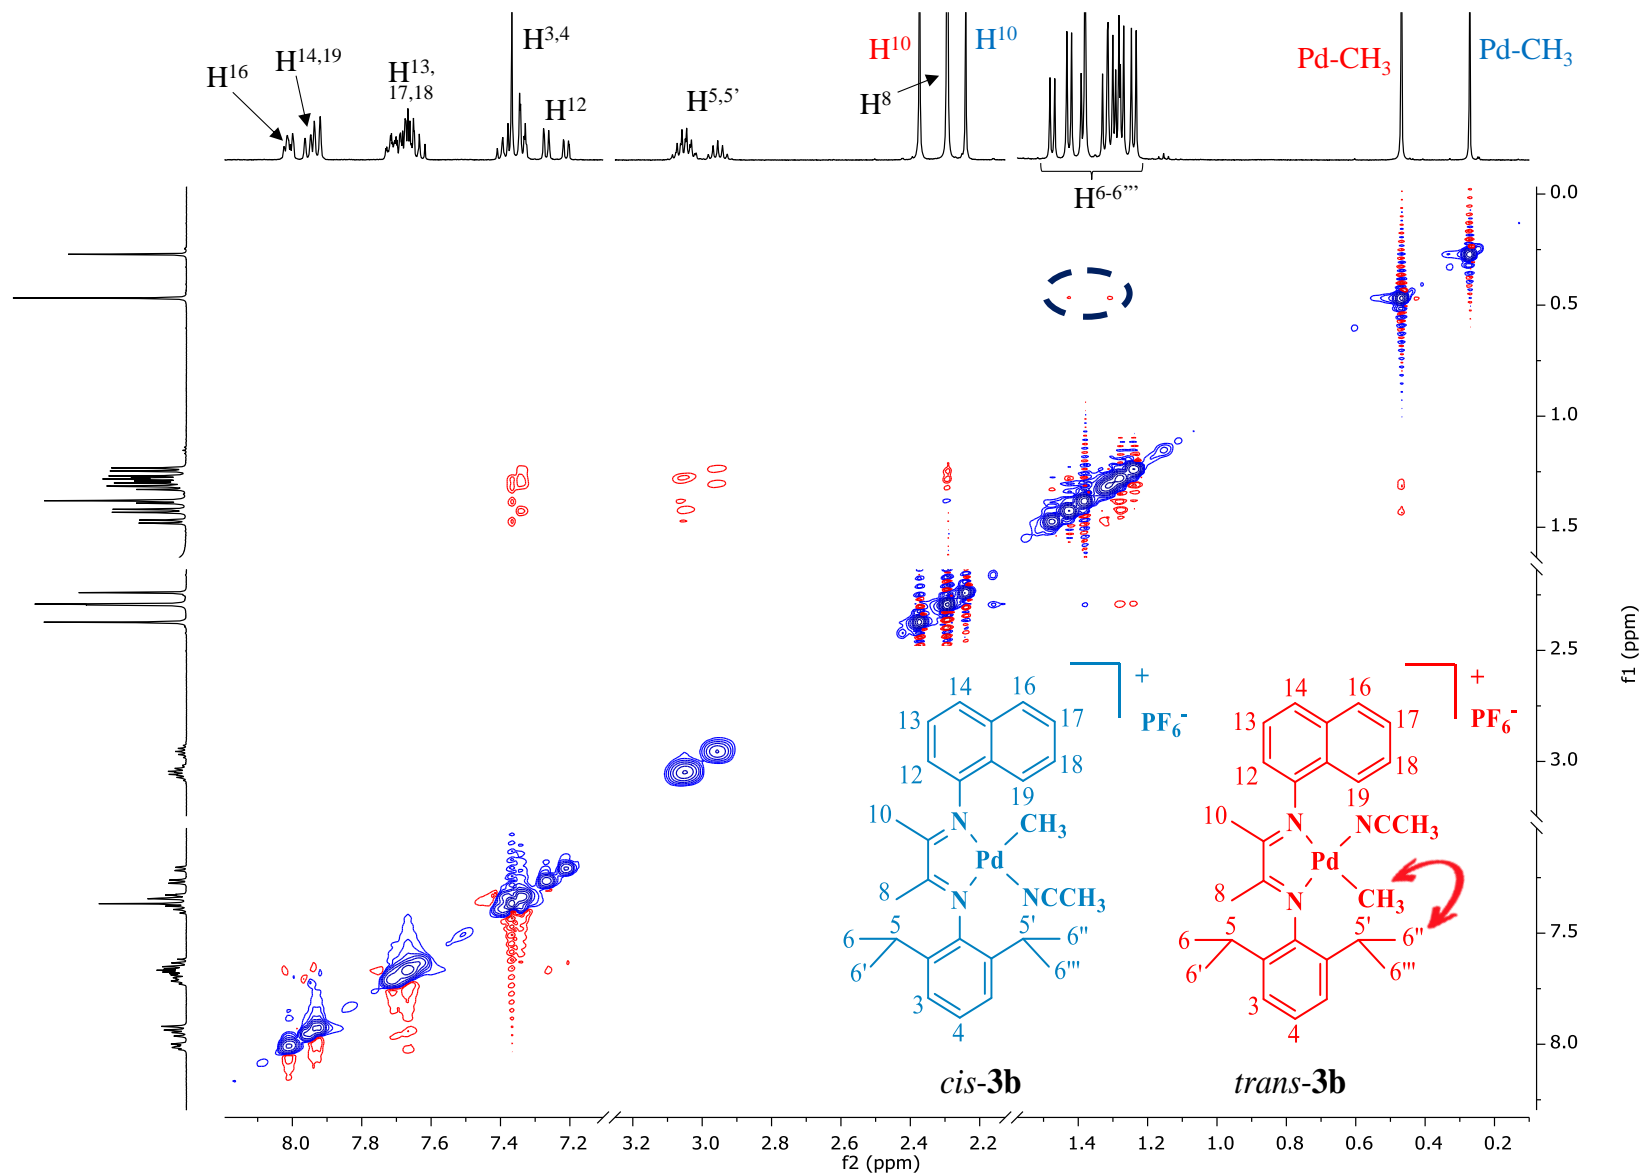 H16
H14,19
H13,
17,18
H3,4
H12
H5,5’
H10
H8
H10
H6-6’’’
Pd-CH3
Pd-CH3
0.0
0.5
1.0
1.5
2.5
3.0
7.5
8.0
f1 (ppm)
14
16
13
17
12
18
19
10
N
CH3
Pd
8
N
NCCH3
5
5'
6
6''
6'
6'''
3
4
+
PF6-
cis-3b
14
16
13
17
12
18
19
10
N
NCCH3
Pd
8
N
CH3
5
5'
6
6''
6'
6'''
3
4
+
PF6-
trans-3b
8.0 7.8 7.6 7.4 7.2 3.2 3.0 2.4 2.2 1.4 1.2 1.0 0.8 0.6 0.4 0.2
f2 (ppm)